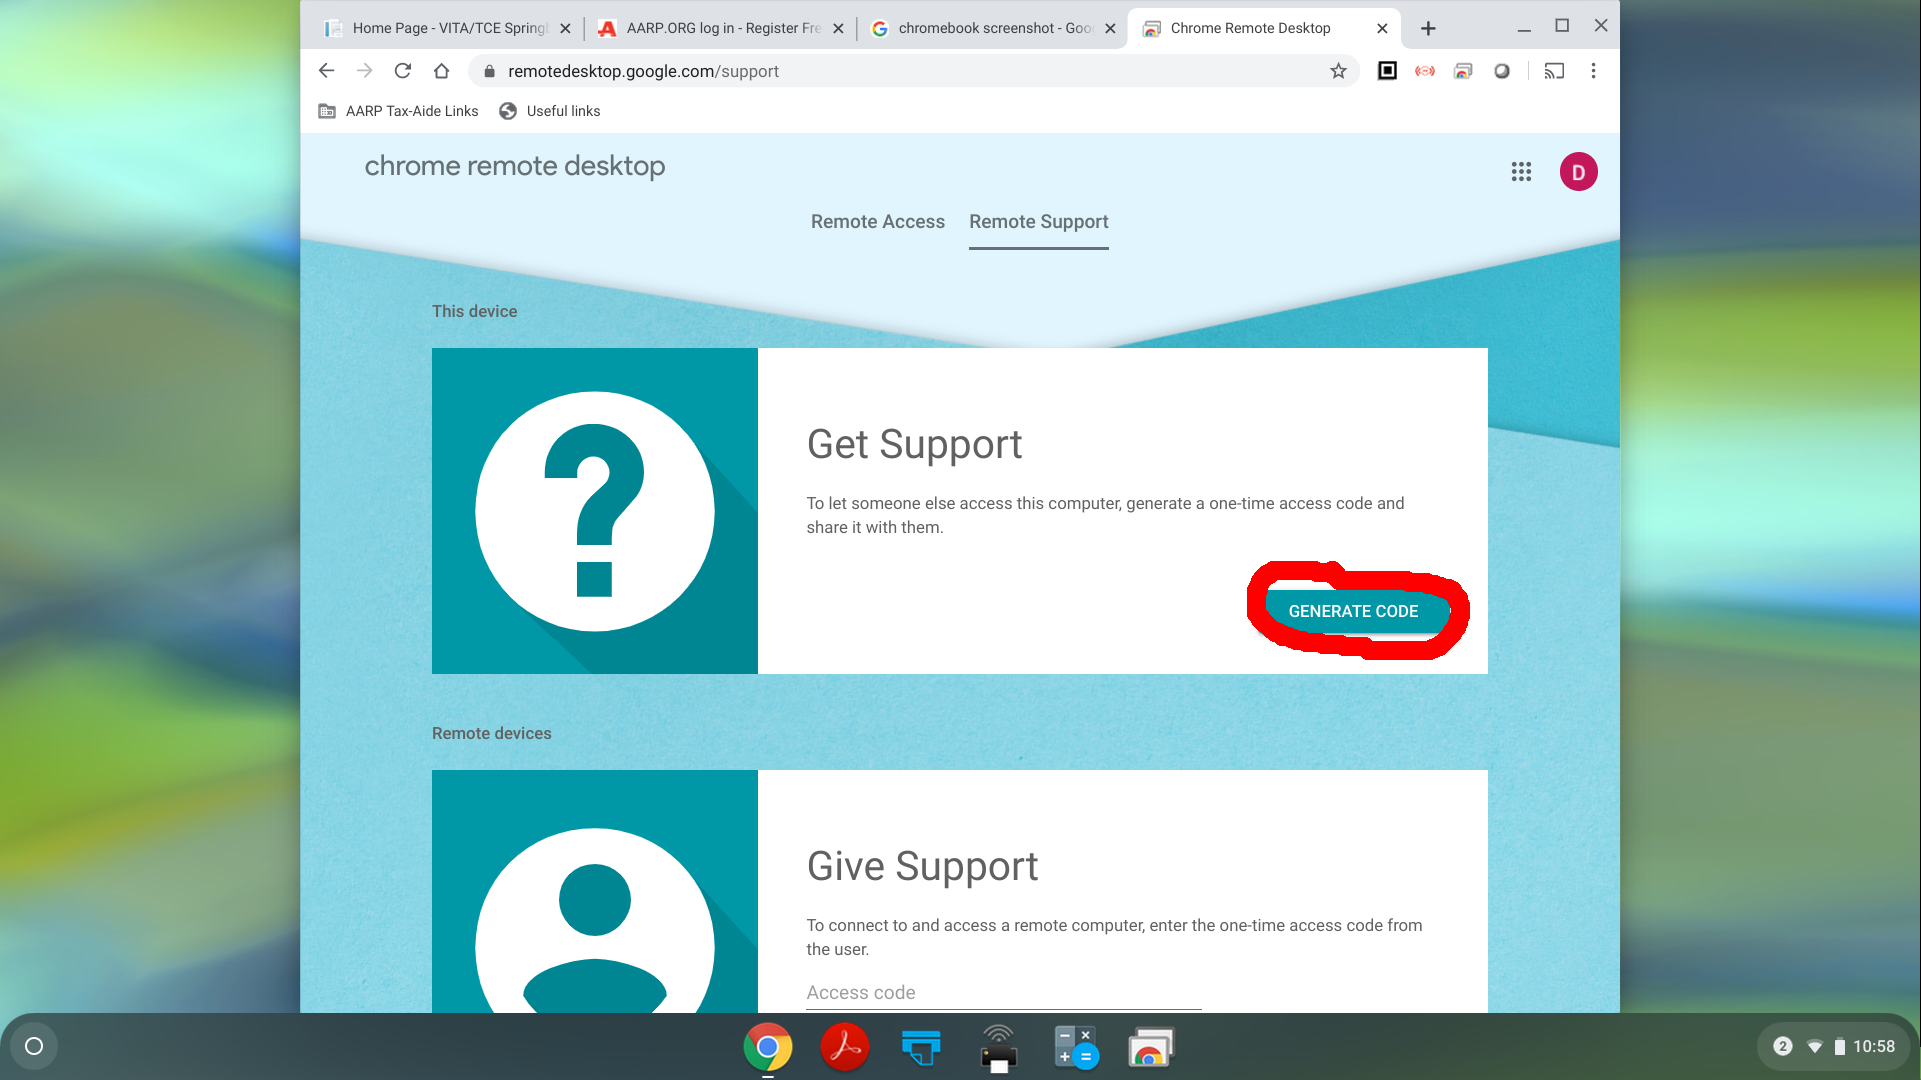 Home Page - VITA/TCE Springf
AARP.ORG log in - Register Fre
chromebook screenshot - Goog
Chrome Remote Desktop
remotedesktop.google.com/support
AARP Tax-Aide Links
Useful links
chrome remote desktop
D
Remote Access
Remote Support
This device
?
Get Support
To let someone else access this computer, generate a one-time access code and
share it with them.
GENERATE CODE
Remote devices
Give Support
To connect to and access a remote computer, enter the one-time access code from
the user.
Access code
2
10:58